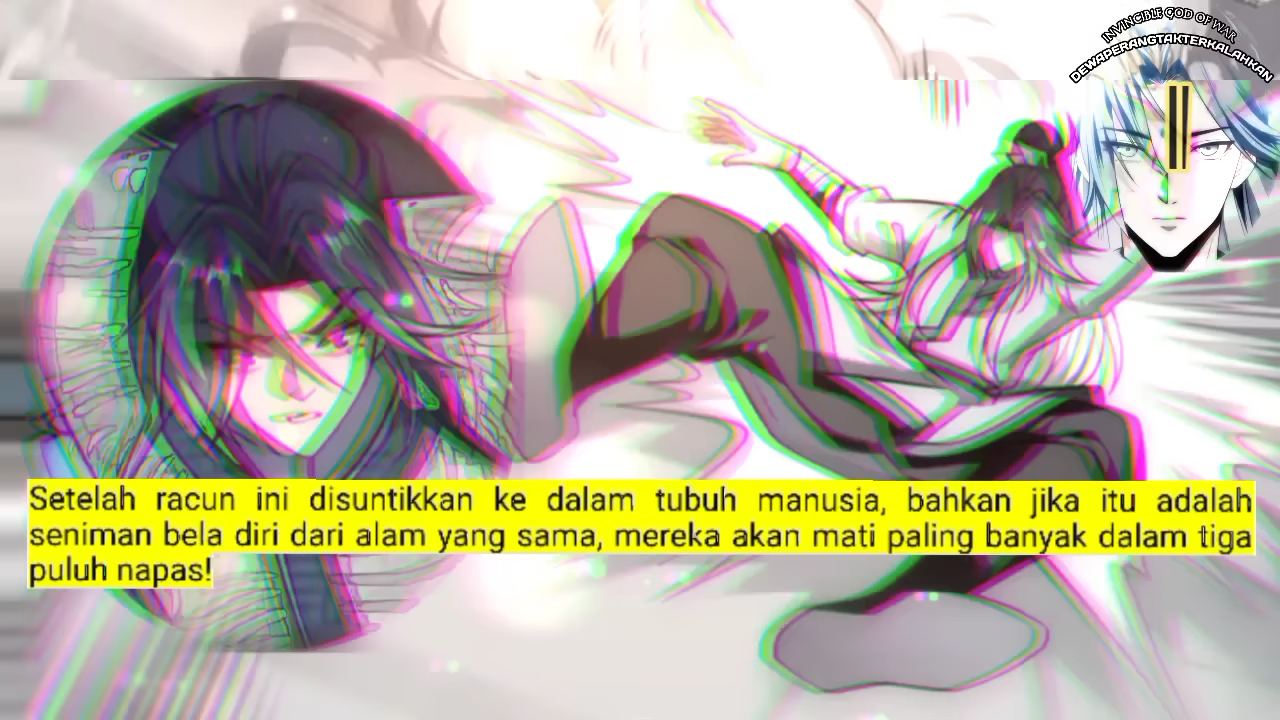 INVINCIBLE GOD OF WAR
DEWAPERANGTAKTERKALAHKAN
Setelah racun ini disuntikkan ke dalam tubuh manusia, bahkan jika itu adalah
seniman bela diri dari alam yang sama, mereka akan mati paling banyak dalam tiga
puluh napas!